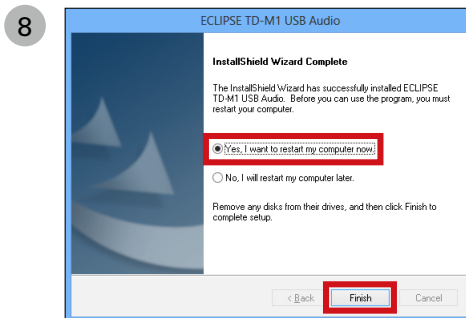 8
ECLIPSE TD-M1 USB Audio
InstallShield Wizard Complete
The InstallShield Wizard has successfully installed ECLIPSE
TD-M1 USB Audio. Before you can use the program, you must
restart your computer.
Yes, I want to restart my computer now.
No, I will restart my computer later.
Remove any disks from their drives, and then click Finish to
complete setup.
< Back Finish Cancel